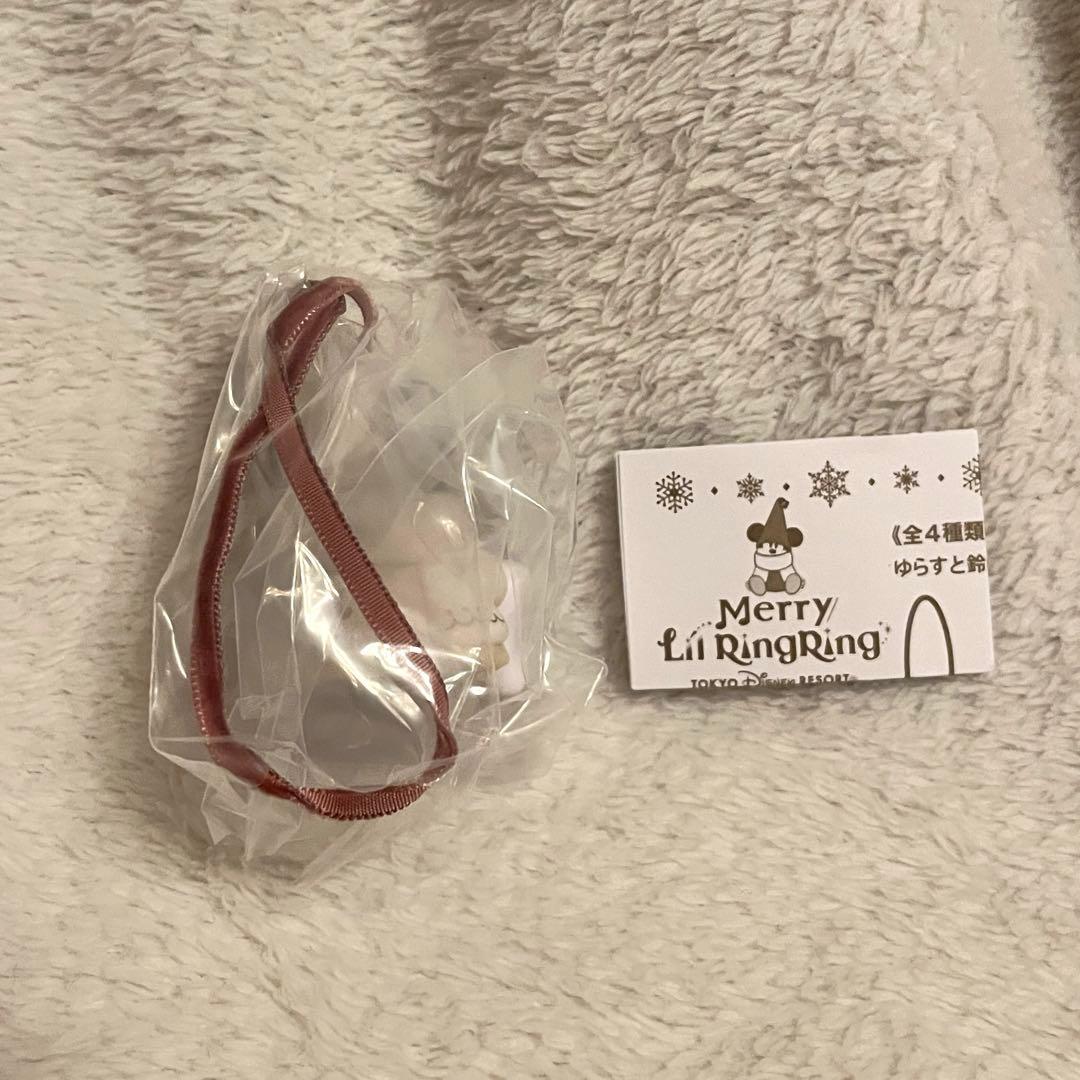 《全4種類
ゆらすと鈴
Merry
Lil RingRing
TOKYO DISNEY RESORT